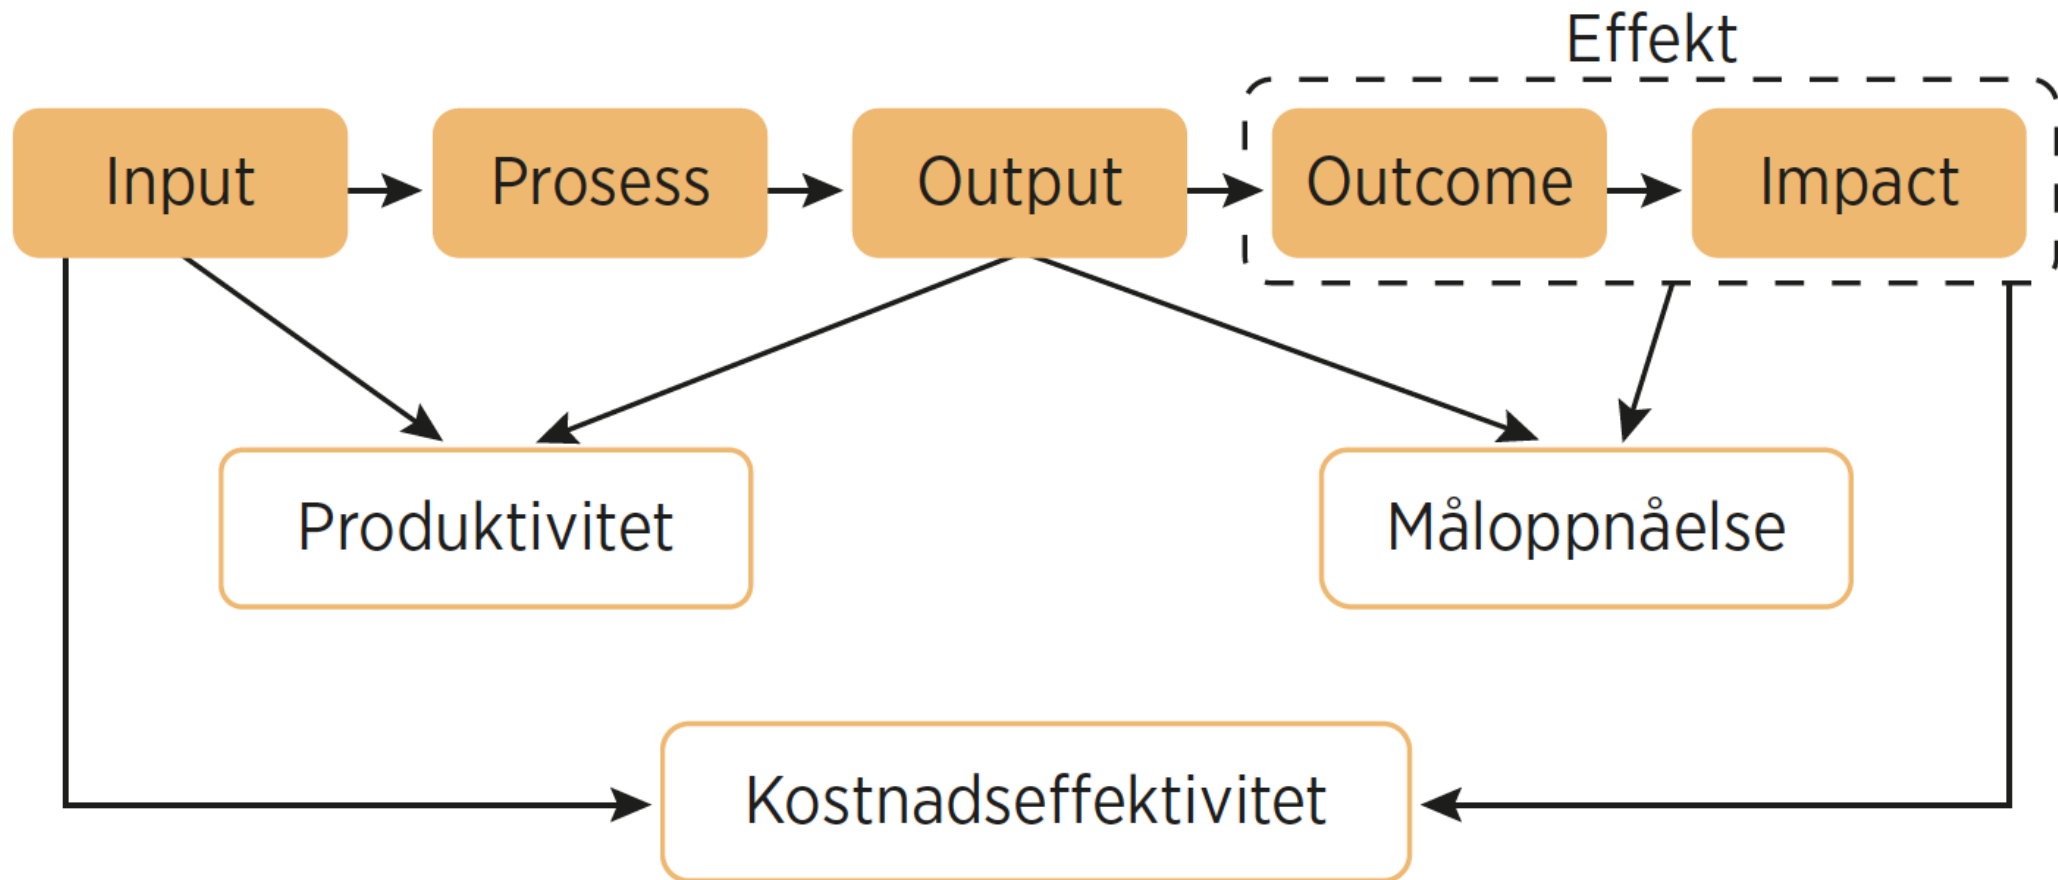 Effekt
Input
Prosess
Output
Outcome
Impact
Produktivitet
Måloppnåelse
Kostnadseffektivitet